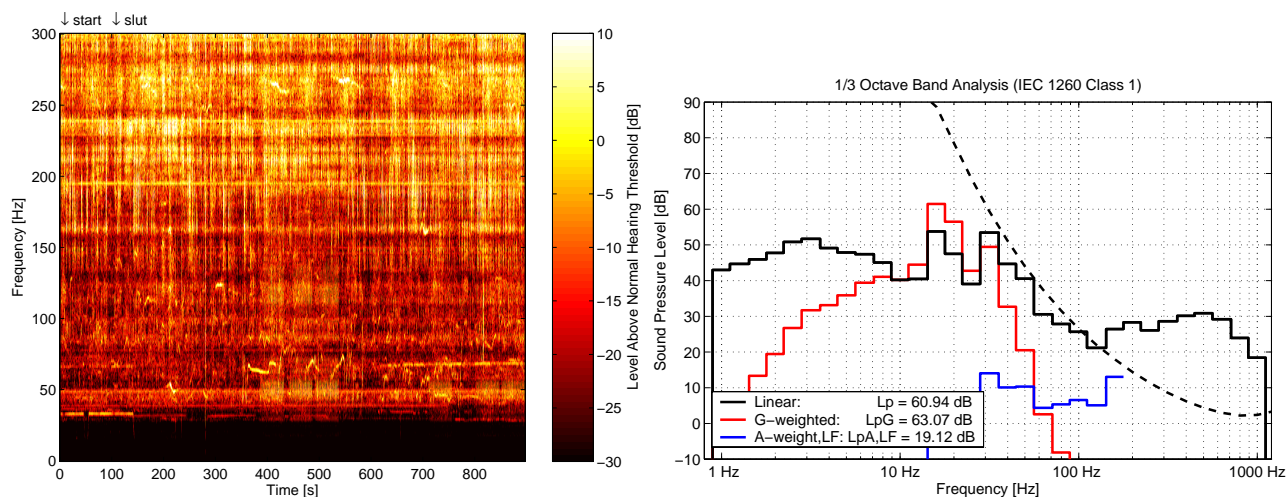 ↓ start ↓ slut
300
250
200
150
100
50
0
Frequency [Hz]
0 100 200 300 400 500 600 700 800
Time [s]
10
5
0
−5
−10
−15
−20
−25
−30
Level Above Normal Hearing Threshold [dB]
1/3 Octave Band Analysis (IEC 1260 Class 1)
90
80
70
60
50
40
30
20
10
0
−10
Sound Pressure Level [dB]
Linear: Lp = 60.94 dB
G−weighted: LpG = 63.07 dB
A−weight,LF: LpA,LF = 19.12 dB
1 Hz 10 Hz 100 Hz 1000 Hz
Frequency [Hz]